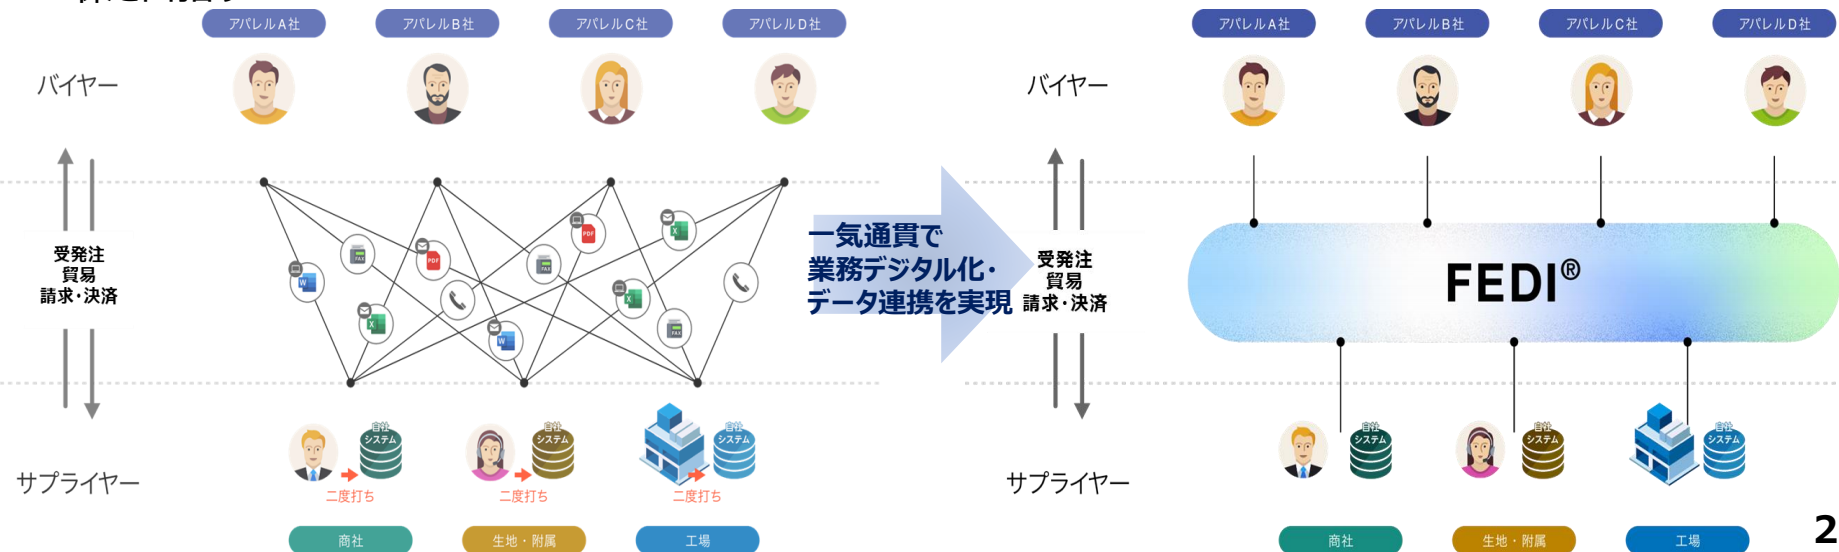 アパレルA社
アパレルB社
アパレルC社
アパレルD社
バイヤー
受発注
貿易
請求・決済
W
FAX
PDF
X
W
FAX
PDF
X
X
FAX
自社
システム
二度打ち
自社
システム
二度打ち
自社
システム
二度打ち
サプライヤー
商社
生地・附属
工場
一気通貫で
業務デジタル化・
データ連携を実現
アパレルA社
アパレルB社
アパレルC社
アパレルD社
バイヤー
受発注
貿易
請求・決済
FEDI®
自社
システム
自社
システム
自社
システム
サプライヤー
商社
生地・附属
工場
2